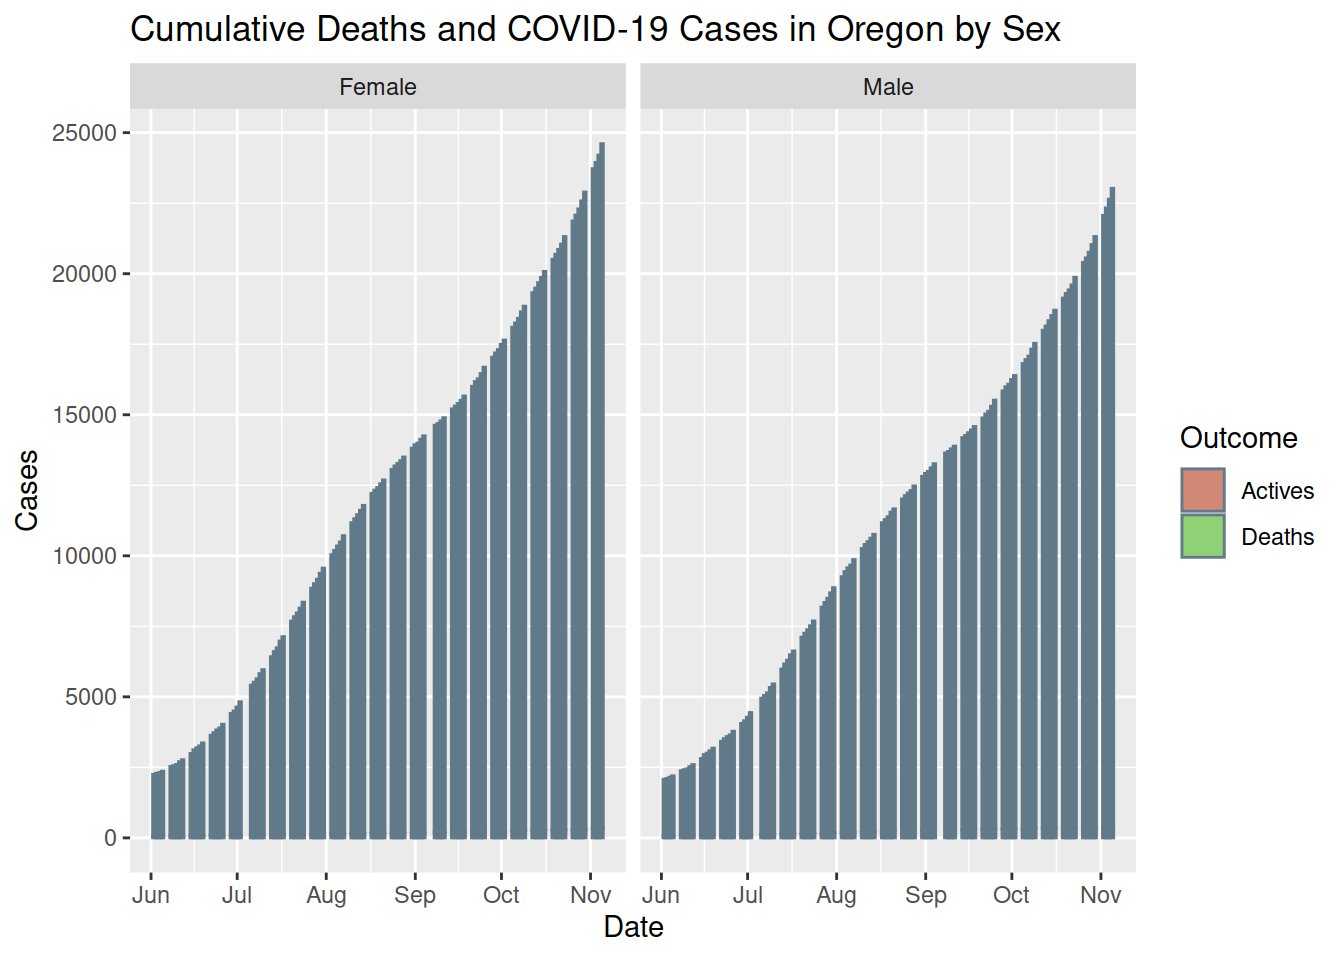 Cumulative Deaths and COVID-19 Cases in Oregon by Sex
Female
Male
25000
20000
15000
10000
5000
0
Cases
Jun Jul Aug Sep Oct Nov
Jun Jul Aug Sep Oct Nov
Date
Outcome
Actives
Deaths